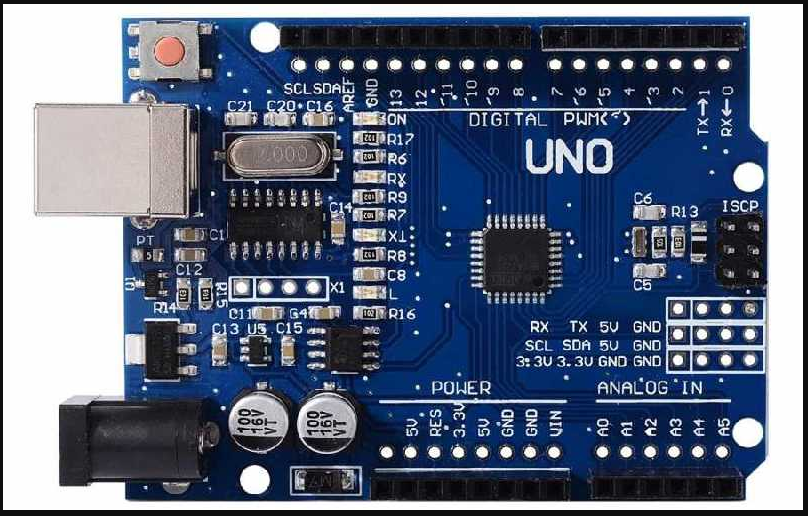 SCL SDA AREF GND 13 12 ~11 ~10 ~9 8 7 ~6 ~5 4 ~3 2 TX→1 RX←0
DIGITAL PWM(~)
UNO
C21 C20 C16
ON
R17
R6
RX
R9
R7
TX
R8
C8
L
R16
C14
PT
C1
C12
R14
R15
X1
C11
C13 U5 C15
C6
R13
ISCP
C5
RX TX 5V GND
SCL SDA 5V GND
3.3V 3.3V GND GND
POWER
5V RES 3.3V 5V GND GND VIN
ANALOG IN
A0 A1 A2 A3 A4 A5
100
16V
VT
100
16V
VT
M7